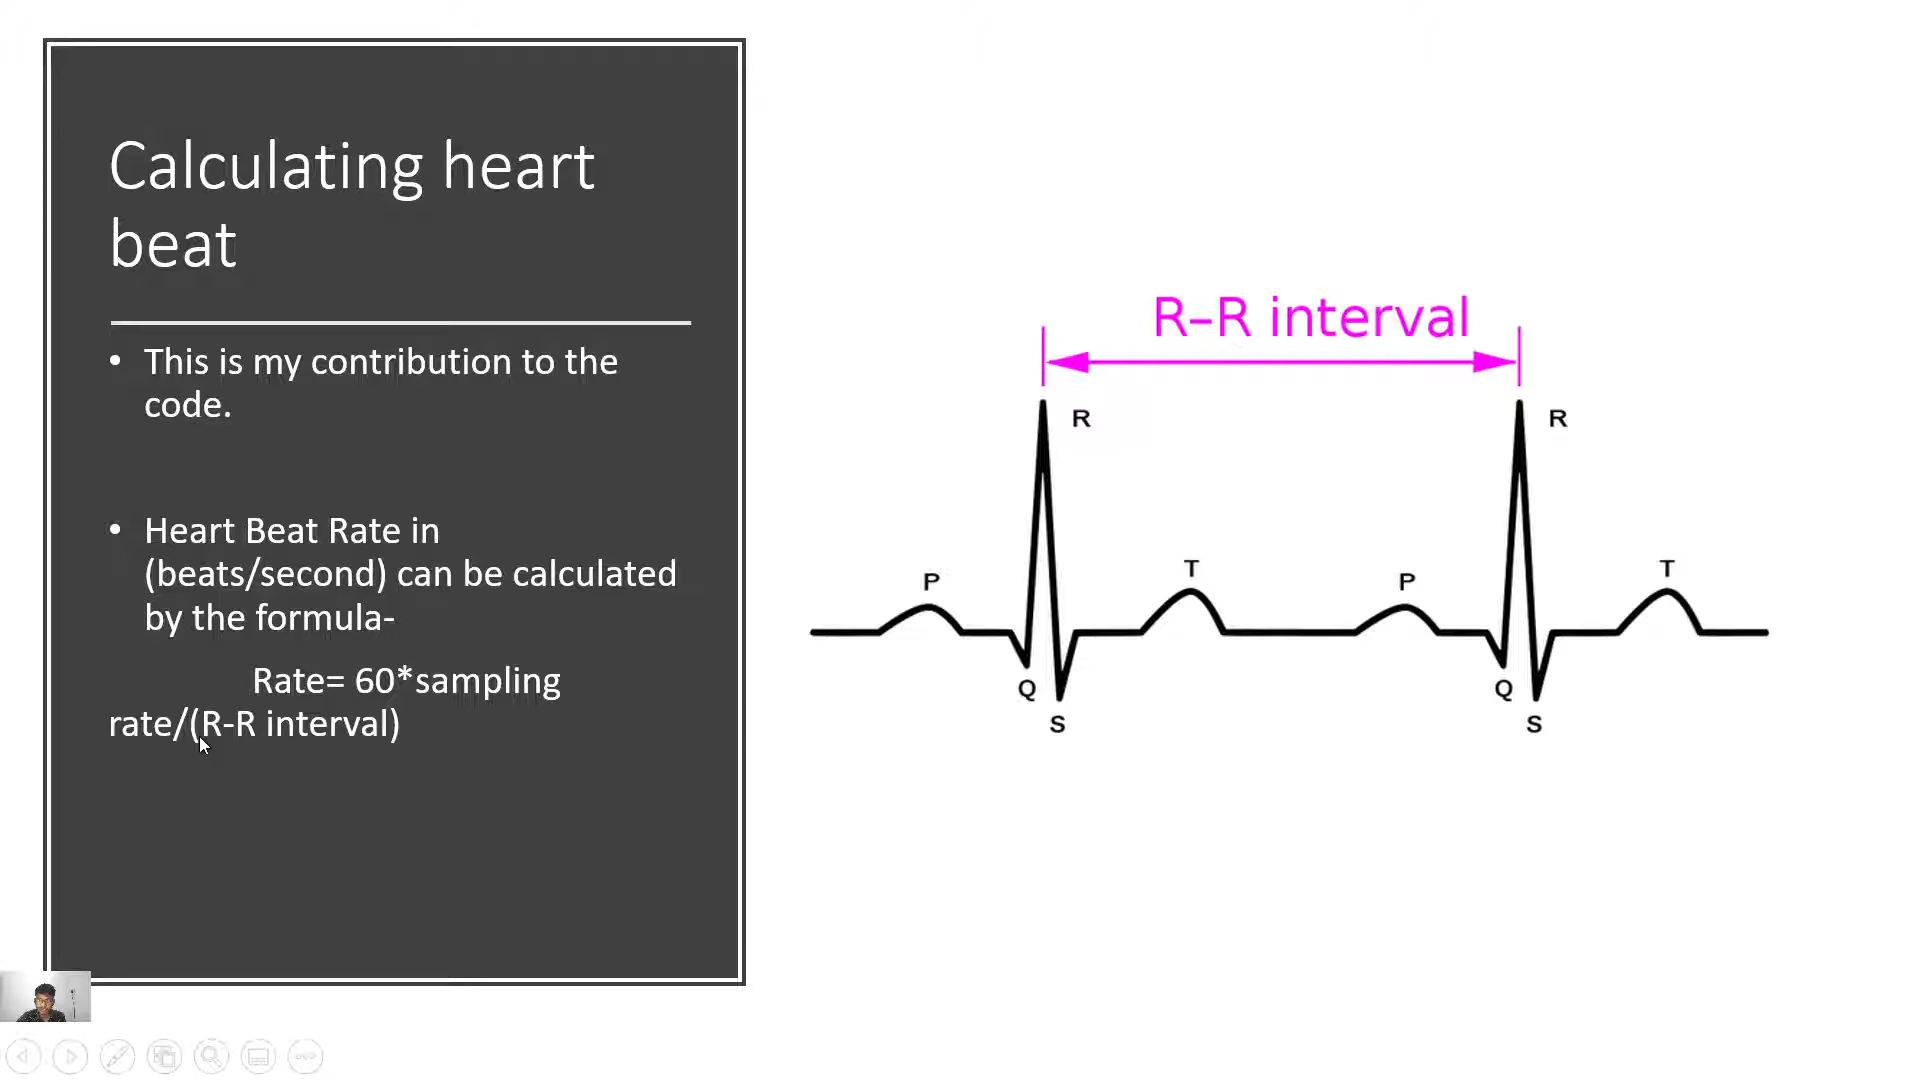 Calculating heart
beat
• This is my contribution to the
code.
• Heart Beat Rate in
(beats/second) can be calculated
by the formula-
Rate= 60*sampling
rate/(R-R interval)
R–R interval
R
R
P
T
P
T
Q
S
Q
S